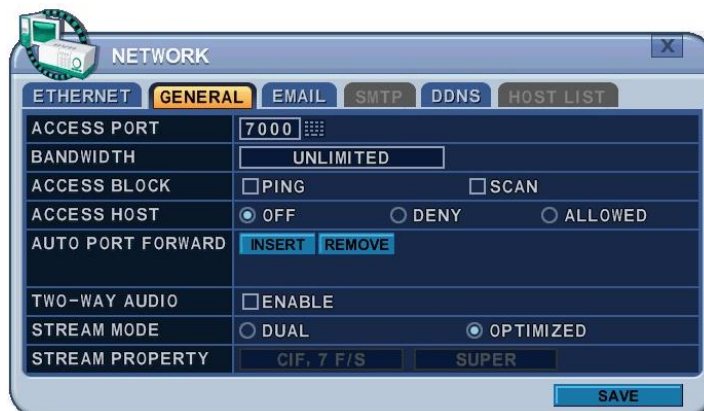 NETWORK
X
ETHERNET GENERAL EMAIL SMTP DDNS HOST LIST
ACCESS PORT 7000
BANDWIDTH UNLIMITED
ACCESS BLOCK PING SCAN
ACCESS HOST OFF DENY ALLOWED
AUTO PORT FORWARD INSERT REMOVE
TWO-WAY AUDIO ENABLE
STREAM MODE DUAL OPTIMIZED
STREAM PROPERTY CIF, 7 F/S SUPER
SAVE